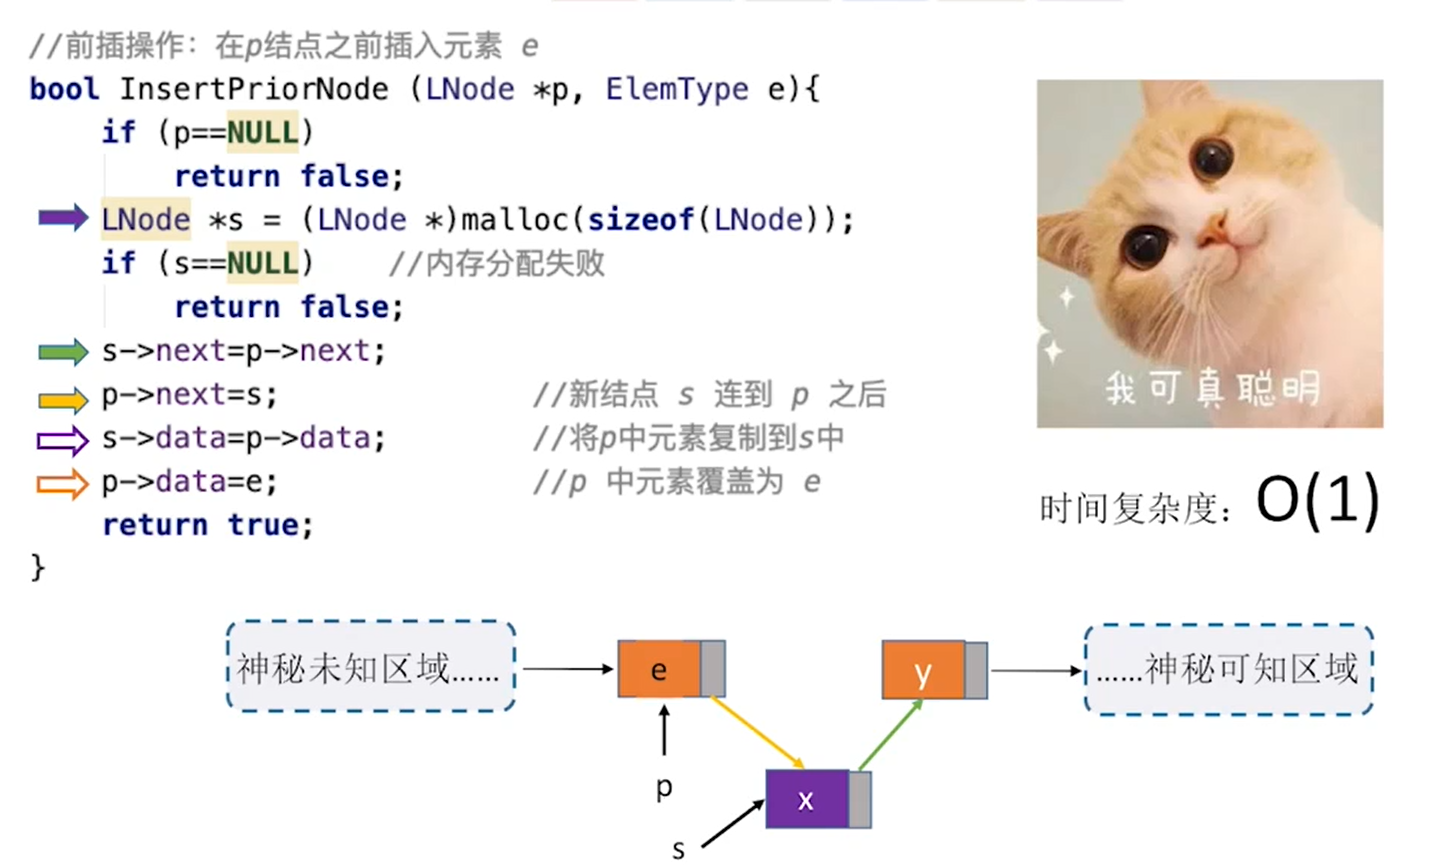 //前插操作：在p结点之前插入元素 e
bool InsertPriorNode (LNode *p, ElemType e){
if (p==NULL)
return false;
LNode *s = (LNode *)malloc(sizeof(LNode));
if (s==NULL) //内存分配失败
return false;
s->next=p->next;
p->next=s; //新结点 s 连到 p 之后
s->data=p->data; //将p中元素复制到s中
p->data=e; //p 中元素覆盖为 e
return true;
}
我可真聪明
时间复杂度：O(1)
神秘未知区域…… e y ……神秘可知区域
p
x
s